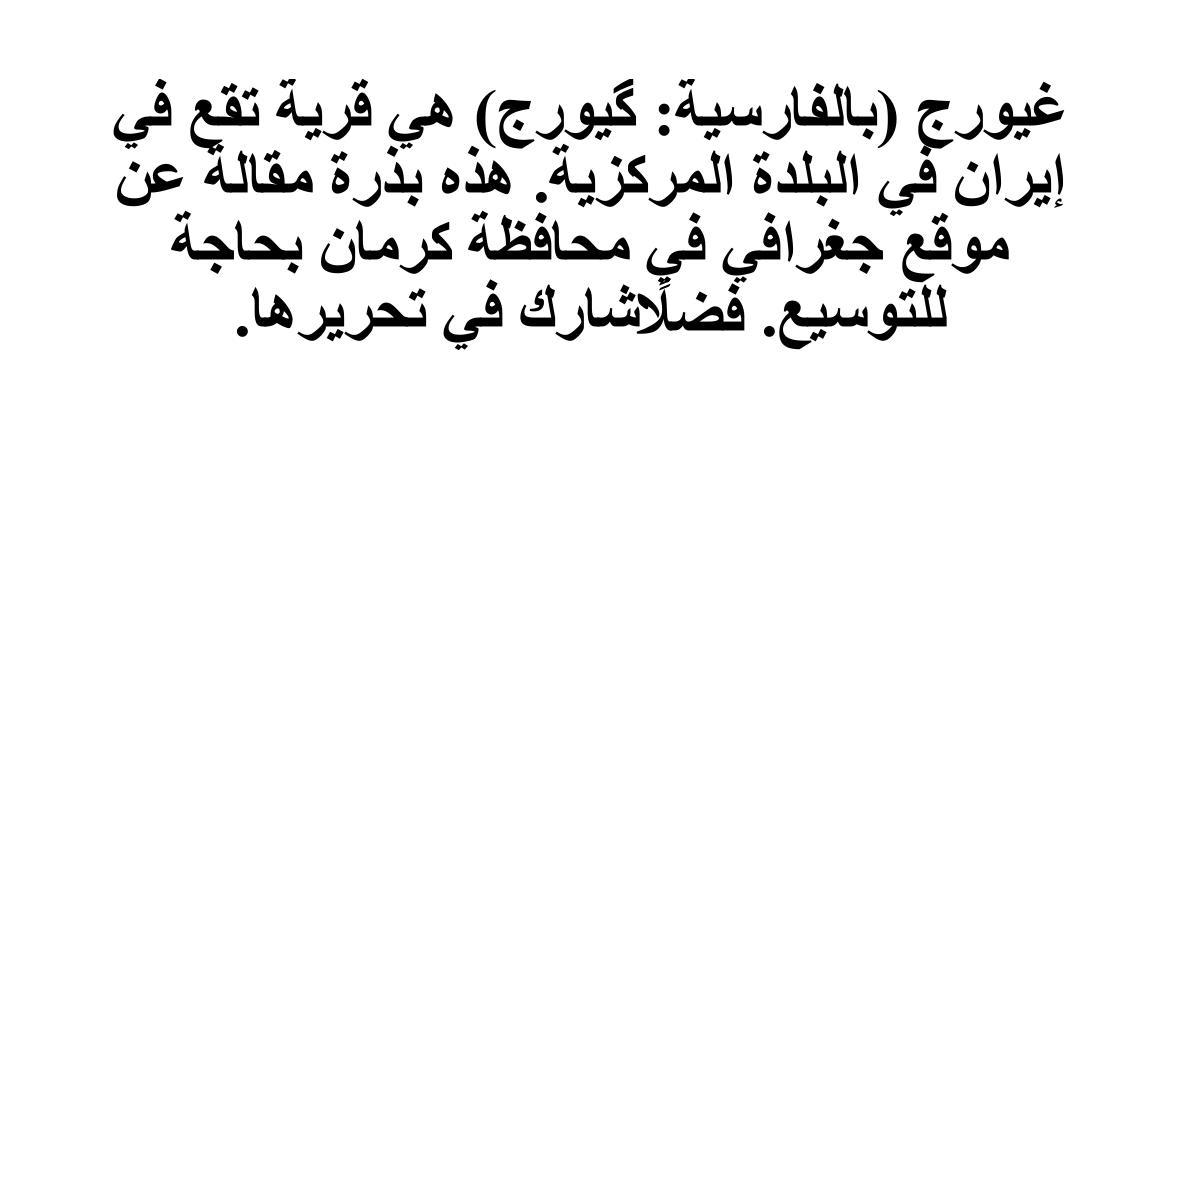 غيورج (بالفارسية: گيورج) هي قرية تقع في
إيران في البلدة المركزية. هذه بذرة مقالة عن
موقع جغرافي في محافظة كرمان بحاجة
للتوسيع. فضلًاشارك في تحريرها.